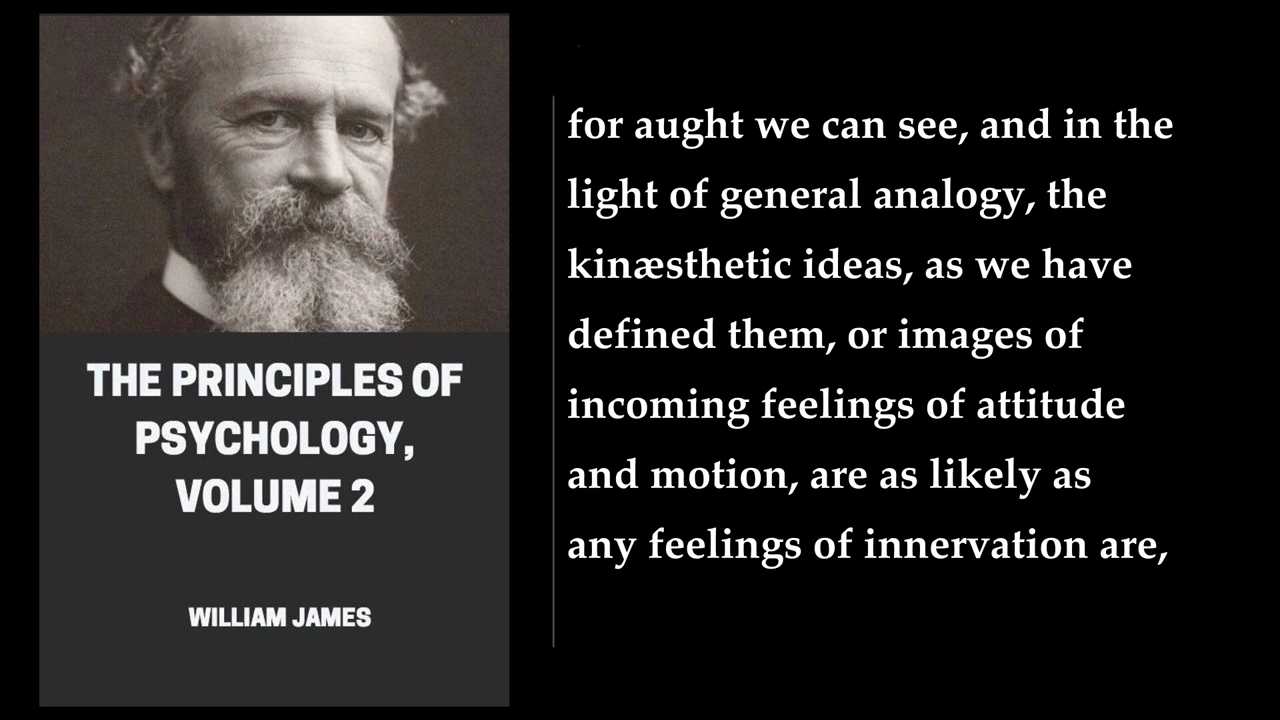 THE PRINCIPLES OF
PSYCHOLOGY,
VOLUME 2
WILLIAM JAMES
for aught we can see, and in the
light of general analogy, the
kinæsthetic ideas, as we have
defined them, or images of
incoming feelings of attitude
and motion, are as likely as
any feelings of innervation are,